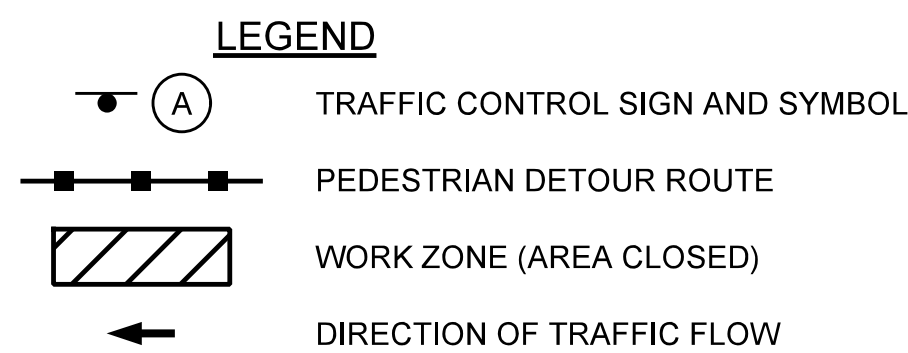 LEGEND
A TRAFFIC CONTROL SIGN AND SYMBOL
PEDESTRIAN DETOUR ROUTE
WORK ZONE (AREA CLOSED)
DIRECTION OF TRAFFIC FLOW